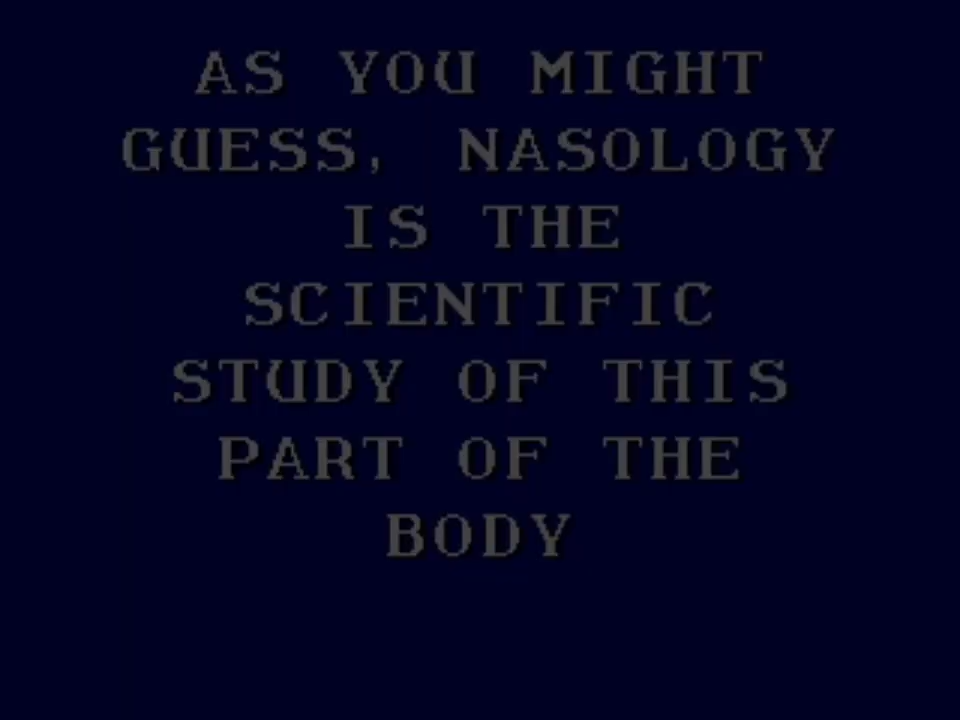 AS YOU MIGHT
GUESS, NASOLOGY
IS THE
SCIENTIFIC
STUDY OF THIS
PART OF THE
BODY